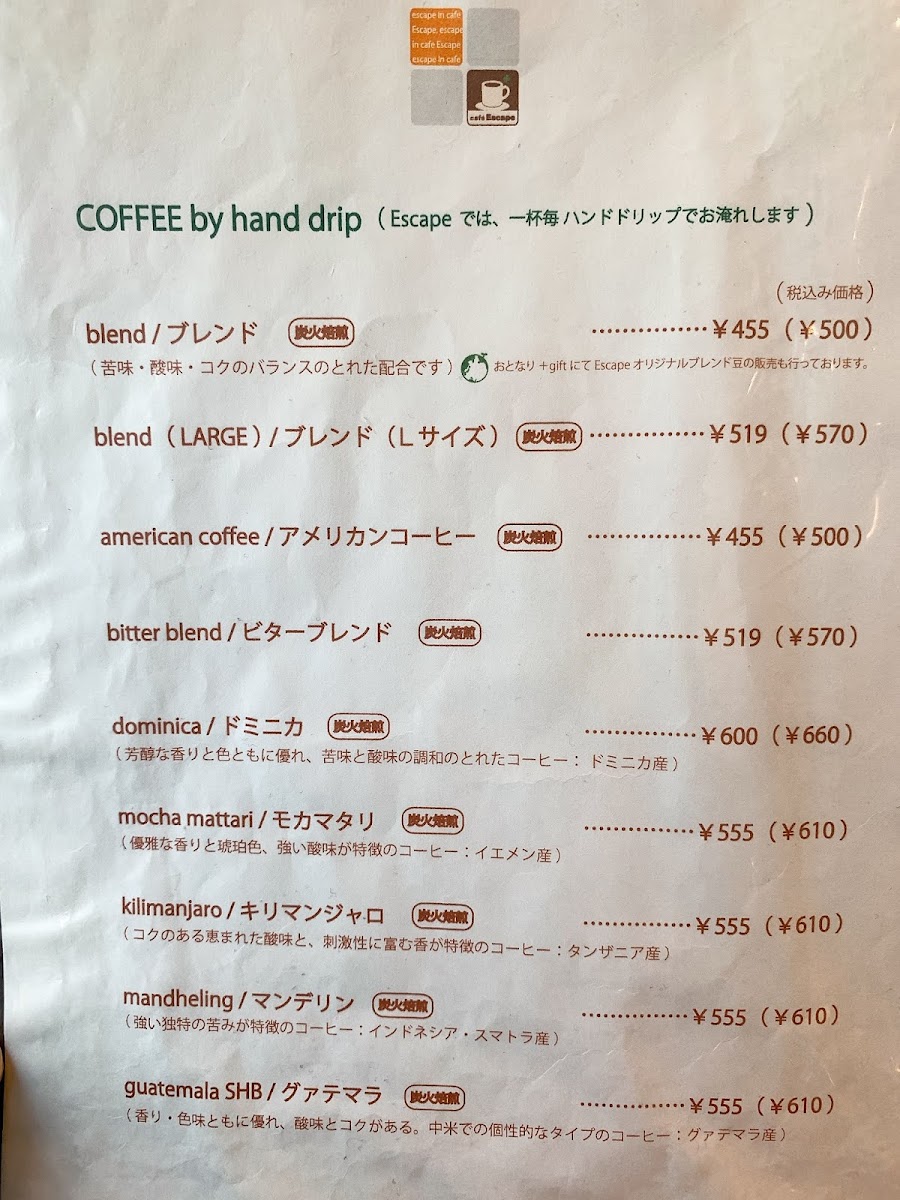 escape in cafe
Escape, escape
in cafe Escape
escape in cafe
café Escape
COFFEE by hand drip ( Escape では、一杯毎 ハンドドリップでお淹れします )
( 税込み価格 )
blend / ブレンド 炭火焙煎 ················ ¥455 ( ¥500 )
( 苦味・酸味・コクのバランスのとれた配合です ) おとなり +gift にて Escape オリジナルブレンド豆の販売も行っております。
blend ( LARGE ) / ブレンド ( L サイズ ) 炭火焙煎 ················ ¥519 ( ¥570 )
american coffee / アメリカンコーヒー 炭火焙煎 ················ ¥455 ( ¥500 )
bitter blend / ビターブレンド 炭火焙煎 ················ ¥519 ( ¥570 )
dominica / ドミニカ 炭火焙煎 ················ ¥600 ( ¥660 )
( 芳醇な香りと色ともに優れ、苦味と酸味の調和のとれたコーヒー： ドミニカ産 )
mocha mattari / モカマタリ 炭火焙煎 ················ ¥555 ( ¥610 )
( 優雅な香りと琥珀色、強い酸味が特徴のコーヒー：イエメン産 )
kilimanjaro / キリマンジャロ 炭火焙煎 ················ ¥555 ( ¥610 )
( コクのある恵まれた酸味と、刺激性に富む香が特徴のコーヒー：タンザニア産 )
mandheling / マンデリン 炭火焙煎 ················ ¥555 ( ¥610 )
( 強い独特の苦みが特徴のコーヒー：インドネシア・スマトラ産 )
guatemala SHB / グァテマラ 炭火焙煎 ················ ¥555 ( ¥610 )
( 香り・色味ともに優れ、酸味とコクがある。中米での個性的なタイプのコーヒー：グァテマラ産 )